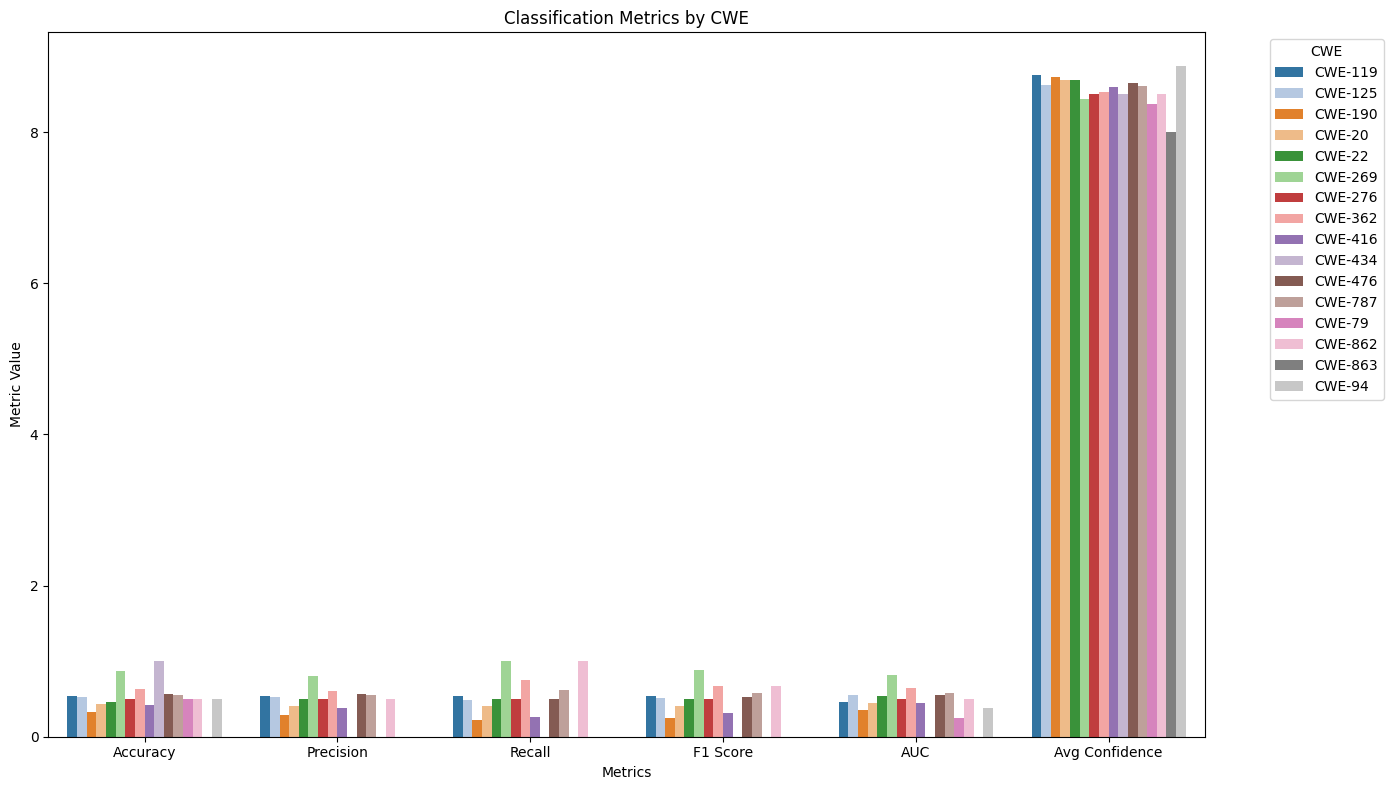 Classification Metrics by CWE
Metric Value
8
6
4
2
0
Accuracy
Precision
Recall
F1 Score
AUC
Avg Confidence
Metrics
CWE
CWE-119
CWE-125
CWE-190
CWE-20
CWE-22
CWE-269
CWE-276
CWE-362
CWE-416
CWE-434
CWE-476
CWE-787
CWE-79
CWE-862
CWE-863
CWE-94